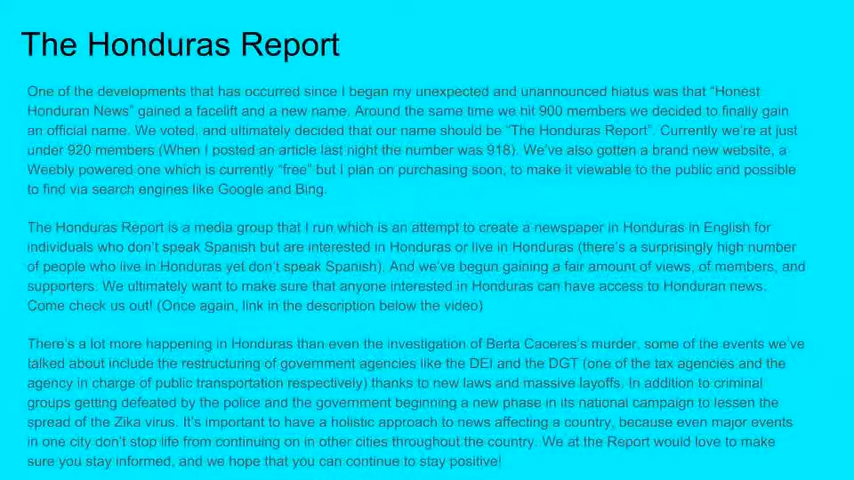 The Honduras Report
One of the developments that has occurred since I began my unexpected and unannounced hiatus was that “Honest
Honduran News” gained a facelift and a new name. Around the same time we hit 900 members we decided to finally gain
an official name. We voted, and ultimately decided that our name should be “The Honduras Report”. Currently we’re at just
under 920 members (When I posted an article last night the number was 918). We’ve also gotten a brand new website, a
Weebly powered one which is currently “free” but I plan on purchasing soon, to make it viewable to the public and possible
to find via search engines like Google and Bing.
The Honduras Report is a media group that I run which is an attempt to create a newspaper in Honduras in English for
individuals who don’t speak Spanish but are interested in Honduras or live in Honduras (there’s a surprisingly high number
of people who live in Honduras yet don’t speak Spanish). And we’ve begun gaining a fair amount of views, of members, and
supporters. We ultimately want to make sure that anyone interested in Honduras can have access to Honduran news.
Come check us out! (Once again, link in the description below the video)
There’s a lot more happening in Honduras than even the investigation of Berta Caceres’s murder, some of the events we’ve
talked about include the restructuring of government agencies like the DEI and the DGT (one of the tax agencies and the
agency in charge of public transportation respectively) thanks to new laws and massive layoffs. In addition to criminal
groups getting defeated by the police and the government beginning a new phase in its national campaign to lessen the
spread of the Zika virus. It’s important to have a holistic approach to news affecting a country, because even major events
in one city don’t stop life from continuing on in other cities throughout the country. We at the Report would love to make
sure you stay informed, and we hope that you can continue to stay positive!